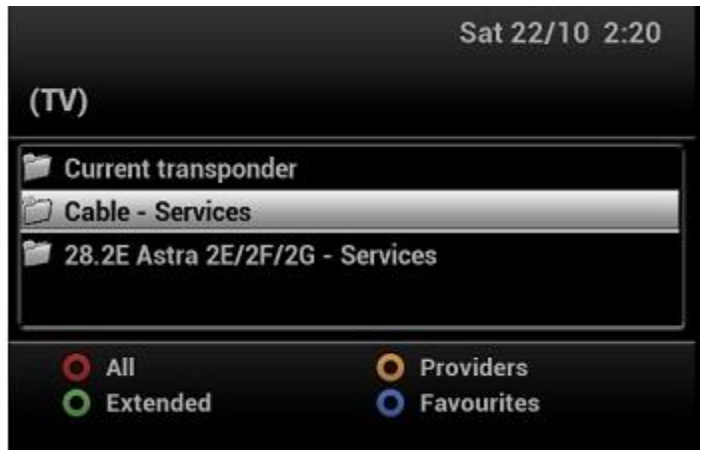 Sat 22/10 2:20
(TV)
Current transponder
Cable - Services
28.2E Astra 2E/2F/2G - Services
All
Providers
Extended
Favourites